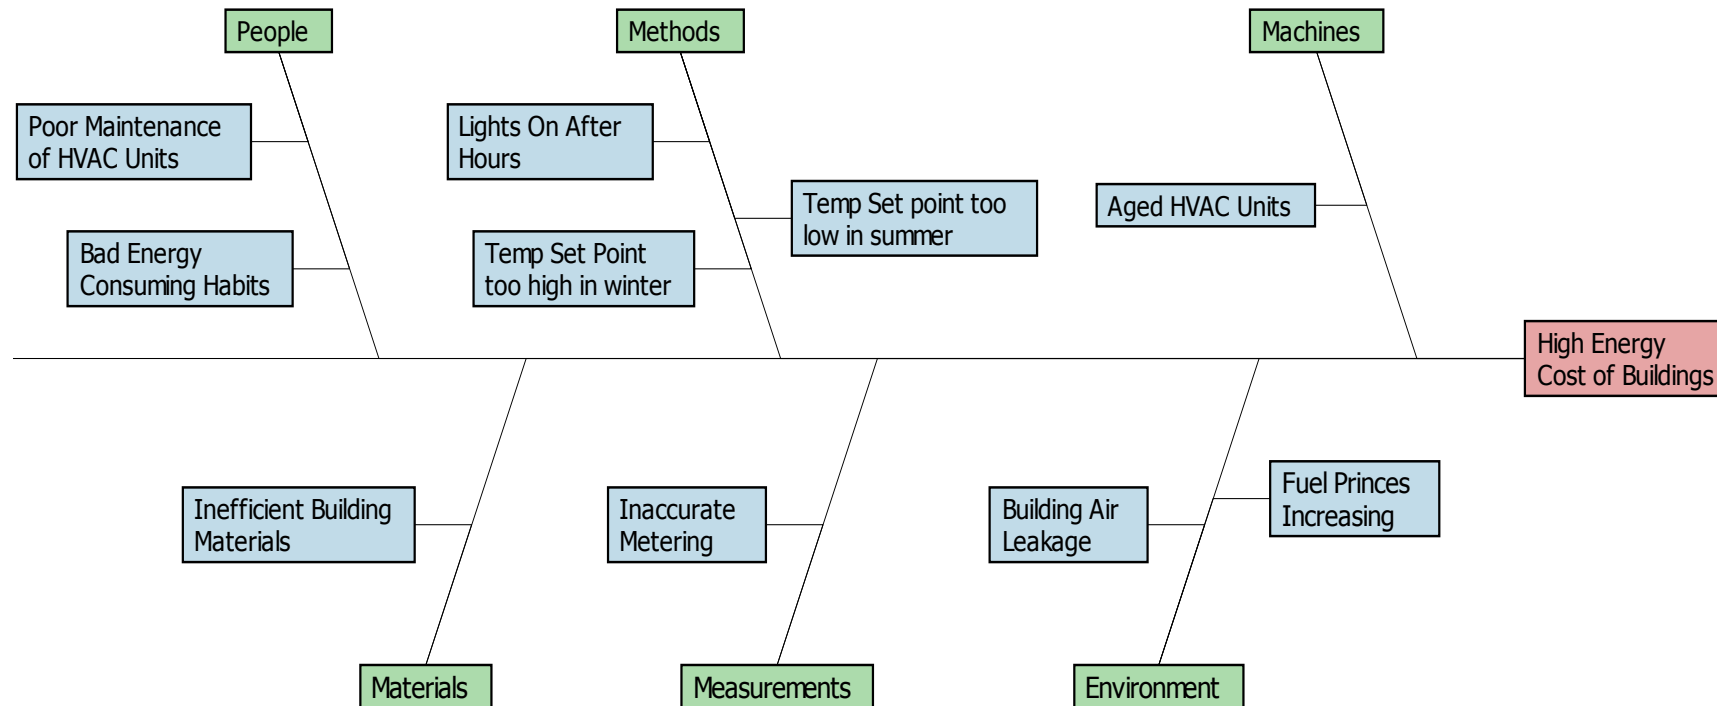 People
Methods
Machines
Poor Maintenance
of HVAC Units
Lights On After
Hours
Temp Set point too
low in summer
Aged HVAC Units
Bad Energy
Consuming Habits
Temp Set Point
too high in winter
High Energy
Cost of Buildings
Inefficient Building
Materials
Inaccurate
Metering
Building Air
Leakage
Fuel Princes
Increasing
Materials
Measurements
Environment